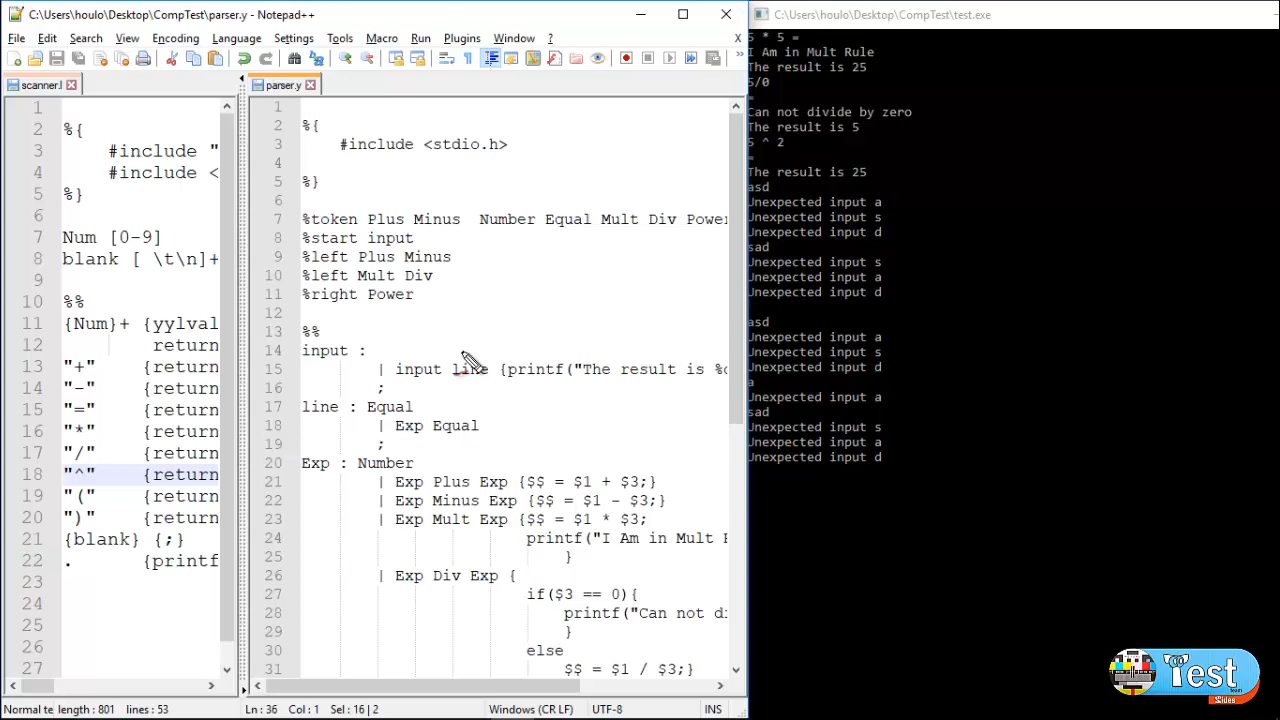 C:\Users\houlo\Desktop\CompTest\parser.y - Notepad++
File Edit Search View Encoding Language Settings Tools Macro Run Plugins Window ?
scanner.l
1
2 %{
3 #include "
4 #include <
5 %}
6
7 Num [0-9]
8 blank [ \t\n]+
9
10 %%
11 {Num}+ {yylval
12 return
13 "+" {return
14 "-" {return
15 "=" {return
16 "*" {return
17 "/" {return
18 "^" {return
19 "(" {return
20 ")" {return
21 {blank} {;}
22 . {printf
23
24
25
26
27
parser.y
1
2 %{
3 #include <stdio.h>
4
5 %}
6
7 %token Plus Minus  Number Equal Mult Div Power
8 %start input
9 %left Plus Minus
10 %left Mult Div
11 %right Power
12
13 %%
14 input :
15 | input line {printf("The result is %
16 ;
17 line : Equal
18 | Exp Equal
19 ;
20 Exp : Number
21 | Exp Plus Exp {$$ = $1 + $3;}
22 | Exp Minus Exp {$$ = $1 - $3;}
23 | Exp Mult Exp {$$ = $1 * $3;
24 printf("I Am in Mult
25 }
26 | Exp Div Exp {
27 if($3 == 0){
28 printf("Can not di
29 }
30 else
31 $$ = $1 / $3;}
Normal te length : 801 lines : 53 Ln : 36 Col : 1 Sel : 16 | 2 Windows (CR LF) UTF-8 INS
C:\Users\houlo\Desktop\CompTest\test.exe
5 * 5 =
I Am in Mult Rule
The result is 25
5/0
=
Can not divide by zero
The result is 5
5 ^ 2
=
The result is 25
asd
Unexpected input a
Unexpected input s
Unexpected input d
sad
Unexpected input s
Unexpected input a
Unexpected input d
asd
Unexpected input a
Unexpected input s
Unexpected input d
a
Unexpected input a
sad
Unexpected input s
Unexpected input a
Unexpected input d
Test
team
Sides